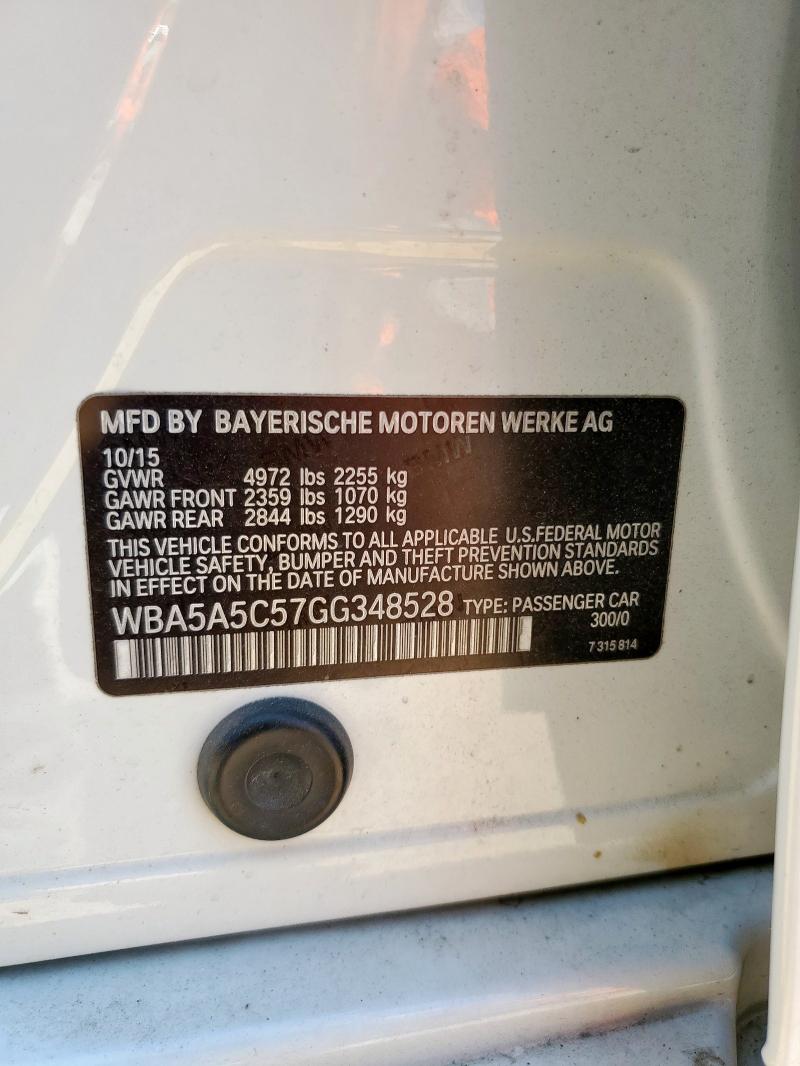 MFD BY BAYERISCHE MOTOREN WERKE AG
10/15
GVWR 4972 lbs 2255 kg
GAWR FRONT 2359 lbs 1070 kg
GAWR REAR 2844 lbs 1290 kg
THIS VEHICLE CONFORMS TO ALL APPLICABLE U.S.FEDERAL MOTOR
VEHICLE SAFETY, BUMPER AND THEFT PREVENTION STANDARDS
IN EFFECT ON THE DATE OF MANUFACTURE SHOWN ABOVE.
WBA5A5C57GG348528 TYPE: PASSENGER CAR
300/0
7 315 814